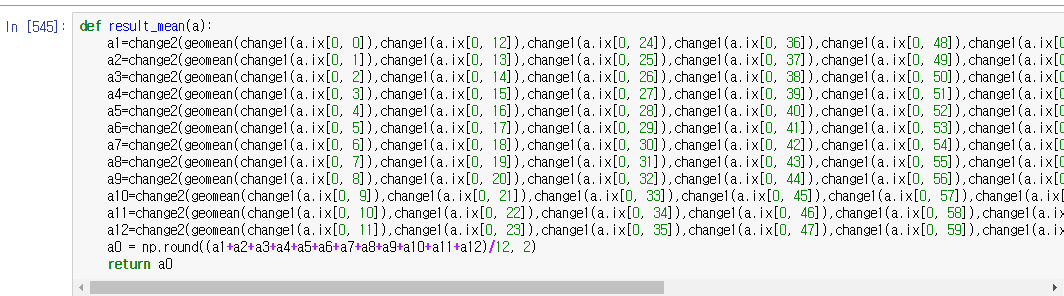 In [545]:
def result_mean(a):
    a1=change2(geomean(change1(a.ix[0, 0]),change1(a.ix[0, 12]),change1(a.ix[0, 24]),change1(a.ix[0, 36]),change1(a.ix[0, 48]),change1(a.ix[0
    a2=change2(geomean(change1(a.ix[0, 1]),change1(a.ix[0, 13]),change1(a.ix[0, 25]),change1(a.ix[0, 37]),change1(a.ix[0, 49]),change1(a.ix[0
    a3=change2(geomean(change1(a.ix[0, 2]),change1(a.ix[0, 14]),change1(a.ix[0, 26]),change1(a.ix[0, 38]),change1(a.ix[0, 50]),change1(a.ix[0
    a4=change2(geomean(change1(a.ix[0, 3]),change1(a.ix[0, 15]),change1(a.ix[0, 27]),change1(a.ix[0, 39]),change1(a.ix[0, 51]),change1(a.ix[0
    a5=change2(geomean(change1(a.ix[0, 4]),change1(a.ix[0, 16]),change1(a.ix[0, 28]),change1(a.ix[0, 40]),change1(a.ix[0, 52]),change1(a.ix[0
    a6=change2(geomean(change1(a.ix[0, 5]),change1(a.ix[0, 17]),change1(a.ix[0, 29]),change1(a.ix[0, 41]),change1(a.ix[0, 53]),change1(a.ix[0
    a7=change2(geomean(change1(a.ix[0, 6]),change1(a.ix[0, 18]),change1(a.ix[0, 30]),change1(a.ix[0, 42]),change1(a.ix[0, 54]),change1(a.ix[0
    a8=change2(geomean(change1(a.ix[0, 7]),change1(a.ix[0, 19]),change1(a.ix[0, 31]),change1(a.ix[0, 43]),change1(a.ix[0, 55]),change1(a.ix[0
    a9=change2(geomean(change1(a.ix[0, 8]),change1(a.ix[0, 20]),change1(a.ix[0, 32]),change1(a.ix[0, 44]),change1(a.ix[0, 56]),change1(a.ix[0
    a10=change2(geomean(change1(a.ix[0, 9]),change1(a.ix[0, 21]),change1(a.ix[0, 33]),change1(a.ix[0, 45]),change1(a.ix[0, 57]),change1(a.ix
    a11=change2(geomean(change1(a.ix[0, 10]),change1(a.ix[0, 22]),change1(a.ix[0, 34]),change1(a.ix[0, 46]),change1(a.ix[0, 58]),change1(a.ix
    a12=change2(geomean(change1(a.ix[0, 11]),change1(a.ix[0, 23]),change1(a.ix[0, 35]),change1(a.ix[0, 47]),change1(a.ix[0, 59]),change1(a.ix
    a0 = np.round((a1+a2+a3+a4+a5+a6+a7+a8+a9+a10+a11+a12)/12, 2)
    return a0